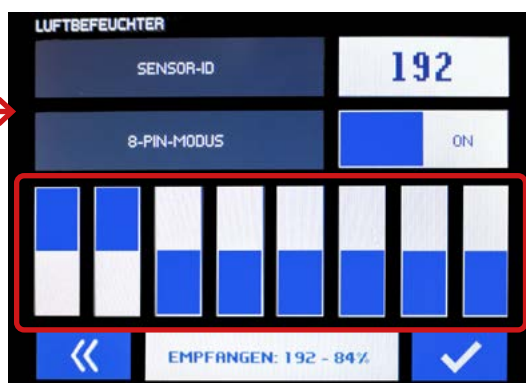 LUFTBEFEUCHTER
SENSOR-ID
192
8-PIN-MODUS
ON
EMPFANGEN: 192 - 84%